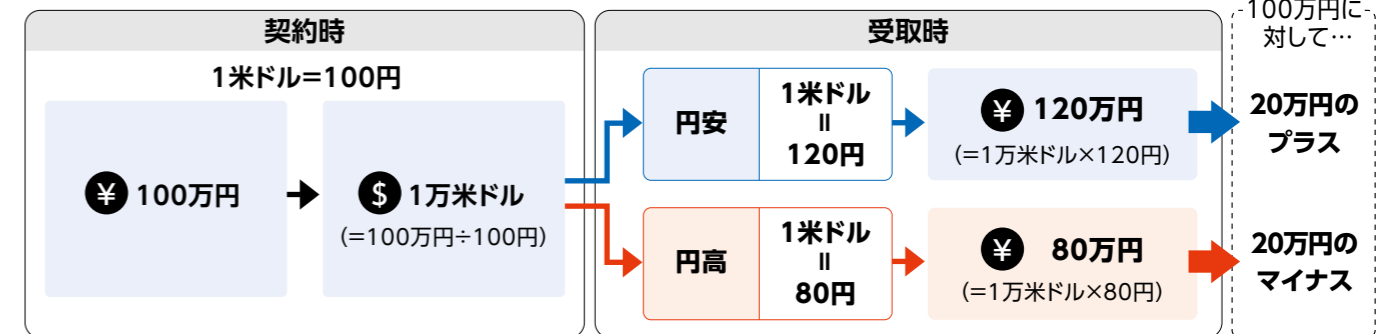 契約時
1米ドル=100円
¥ 100万円
$ 1万米ドル
(=100万円÷100円)
受取時
円安
1米ドル
=
120円
¥ 120万円
(=1万米ドル×120円)
円高
1米ドル
=
80円
¥ 80万円
(=1万米ドル×80円)
100万円に
対して…
20万円の
プラス
20万円の
マイナス